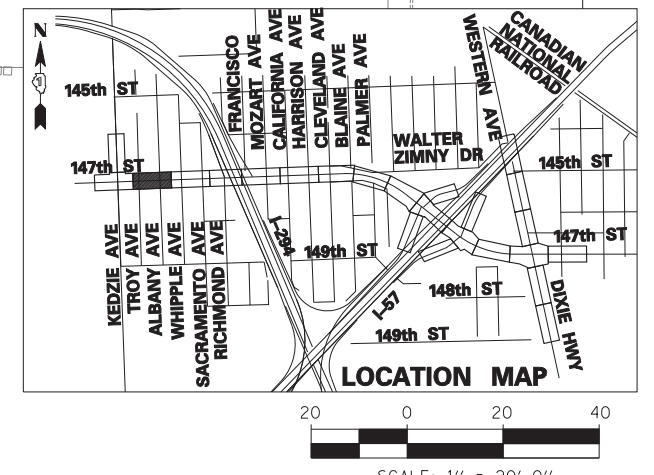 N
145th ST
147th ST
FRANCISCO
MOZART AVE
CALIFORNIA AVE
HARRISON AVE
CLEVELAND AVE
BLAINE AVE
PALMER AVE
WESTERN AVE
CANADIAN
NATIONAL
RAILROAD
WALTER
ZIMNY DR
145th ST
147th ST
KEDZIE AVE
TROY AVE
ALBANY AVE
WHIPPLE AVE
SACRAMENTO AVE
RICHMOND AVE
I-294
149th ST
I-57
148th ST
149th ST
DIXIE HWY
LOCATION MAP
20 0 20 40